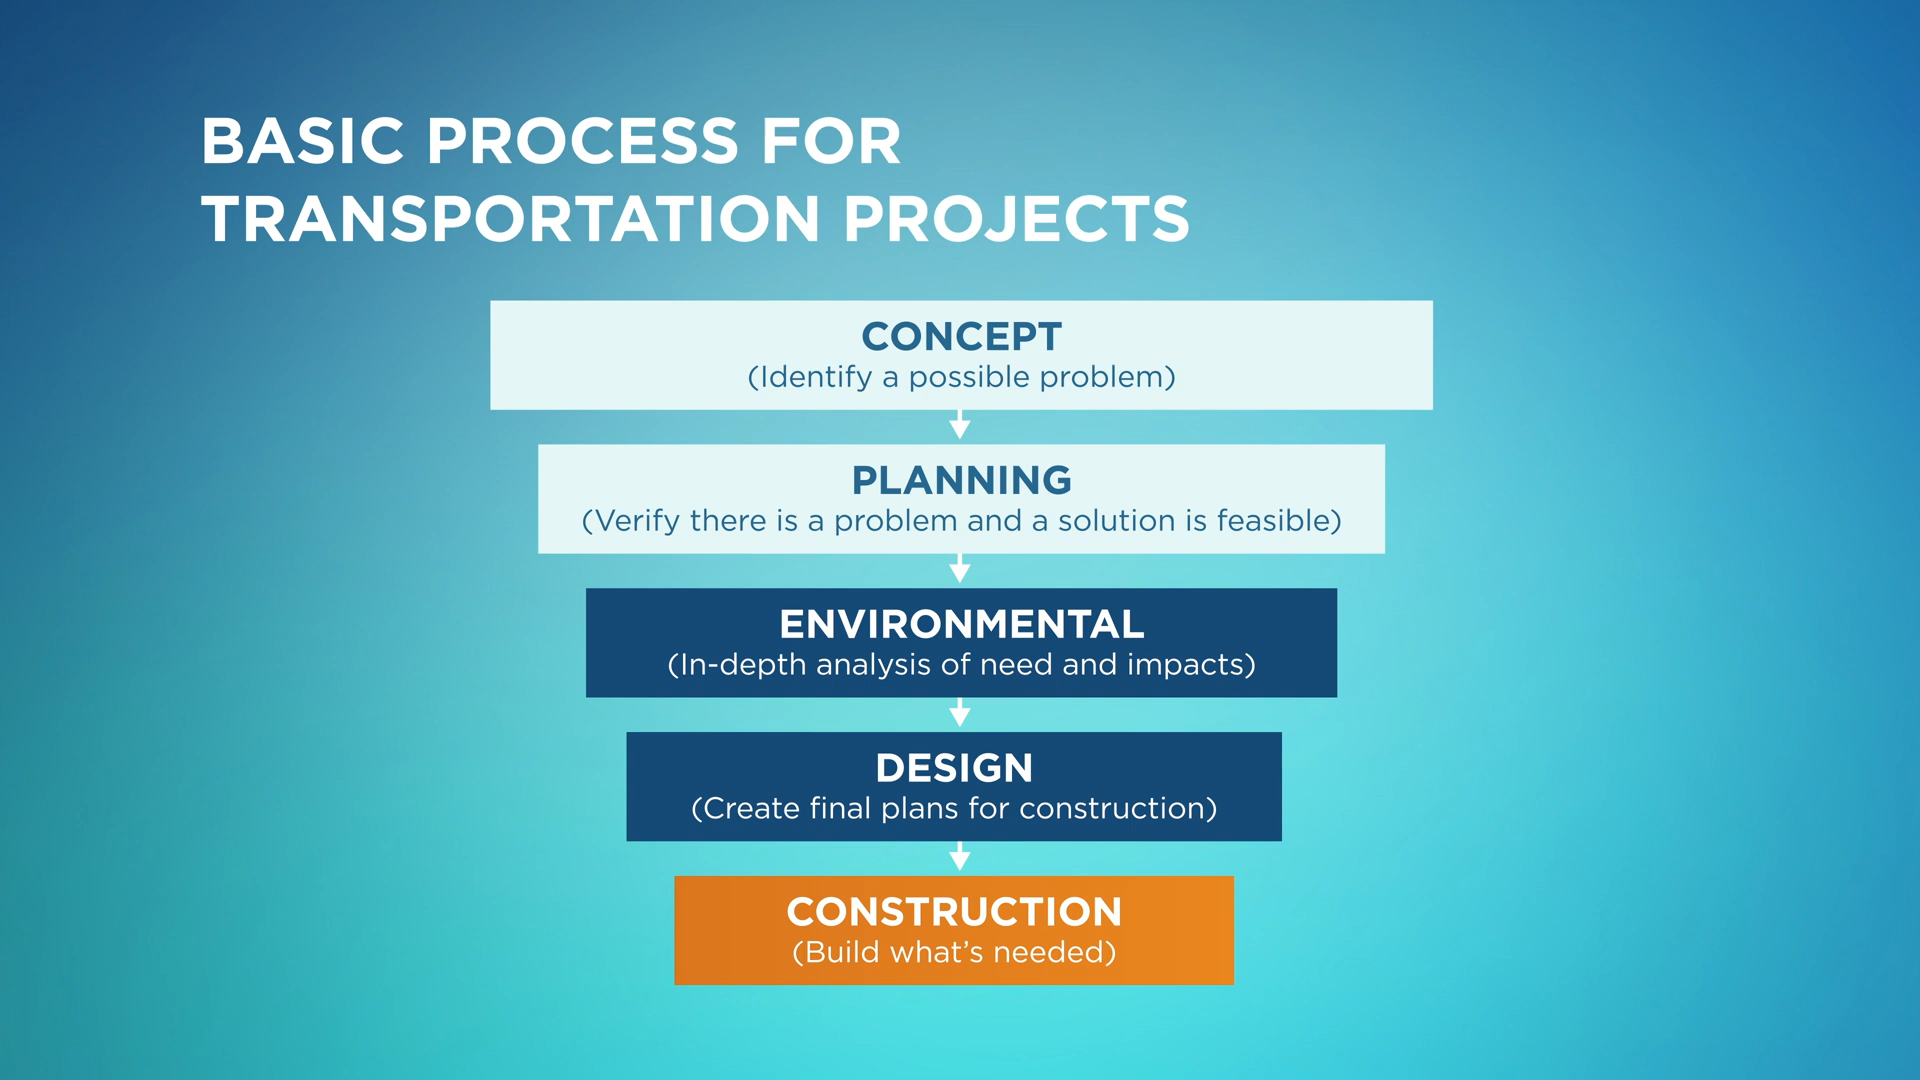 BASIC PROCESS FOR
TRANSPORTATION PROJECTS
CONCEPT
(Identify a possible problem)
PLANNING
(Verify there is a problem and a solution is feasible)
ENVIRONMENTAL
(In-depth analysis of need and impacts)
DESIGN
(Create final plans for construction)
CONSTRUCTION
(Build what’s needed)